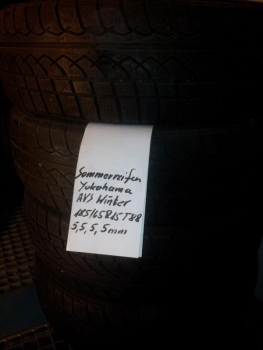 Sommerreifen
Yokohama
AVS Winter
185/65R15T88
5,5,5,5mm